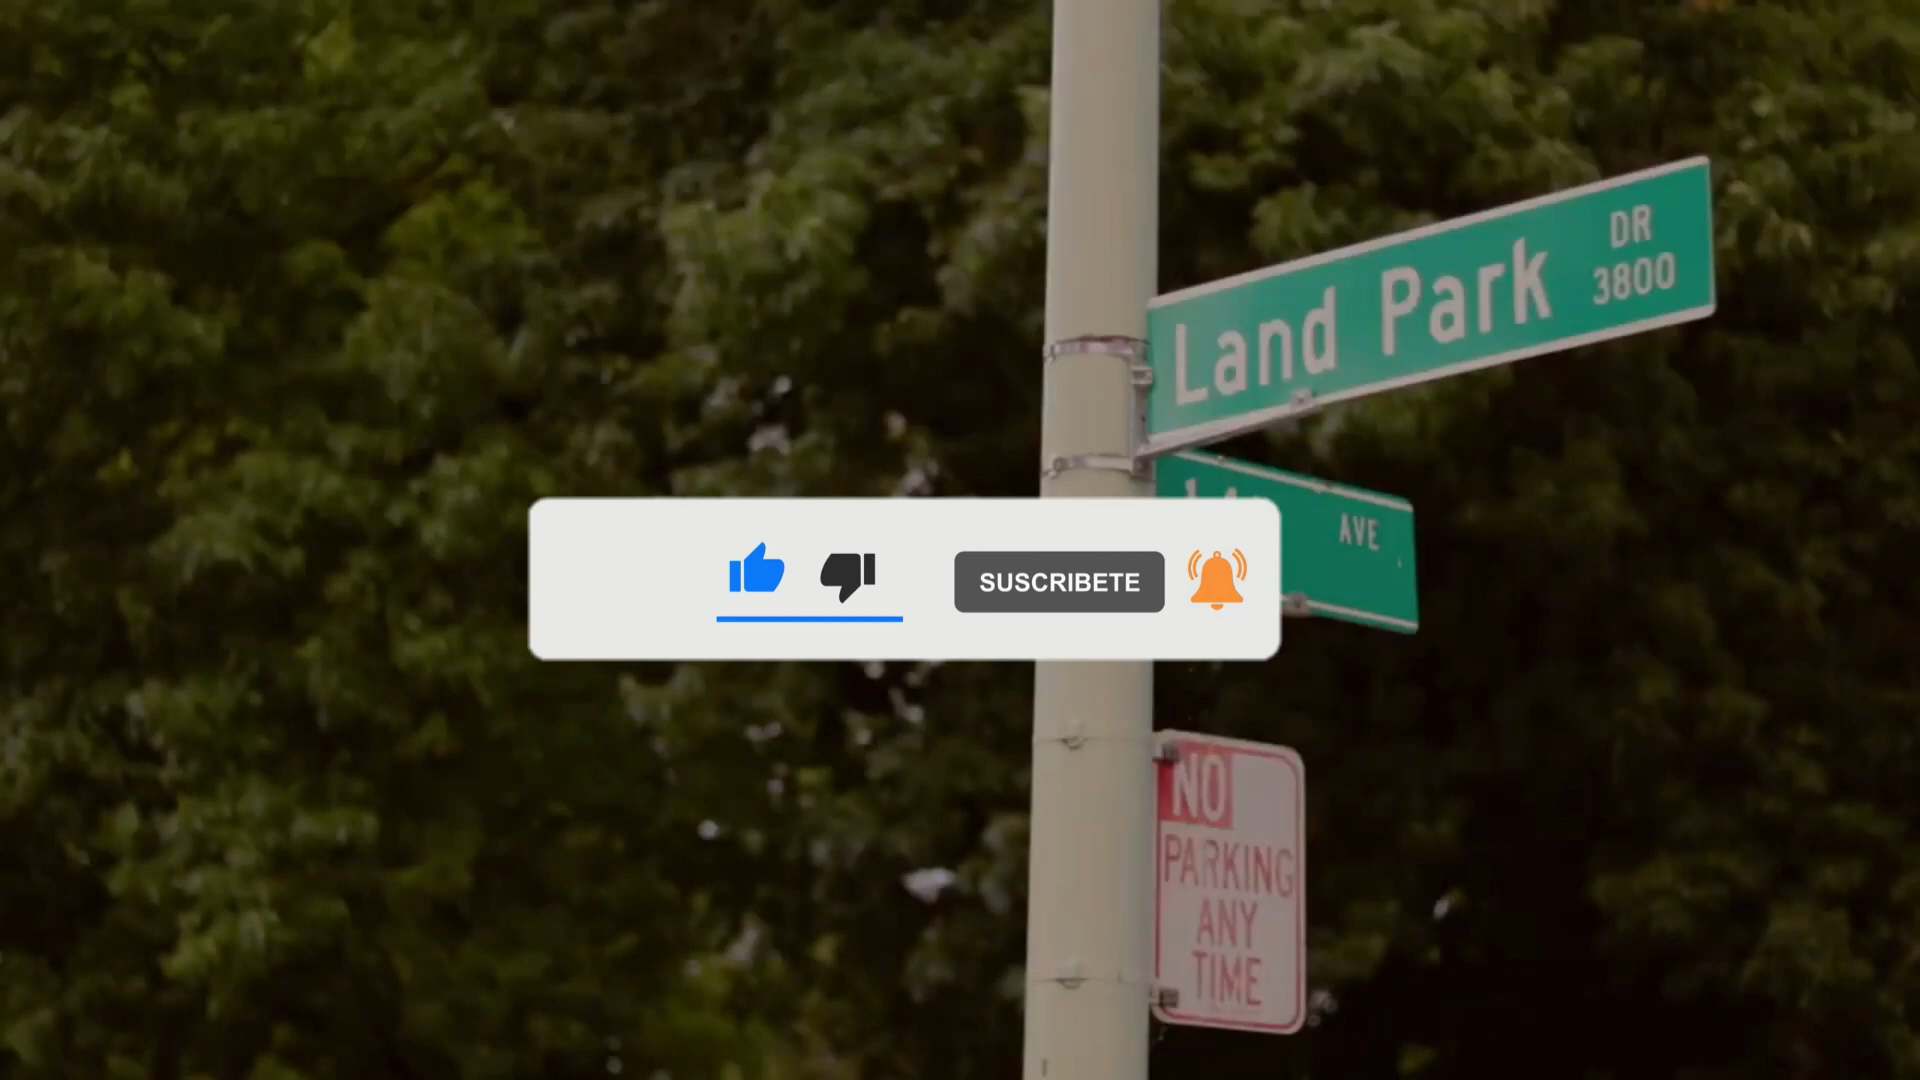 DR
Land Park 3800
AVE
SUSCRIBETE
NO
PARKING
ANY
TIME